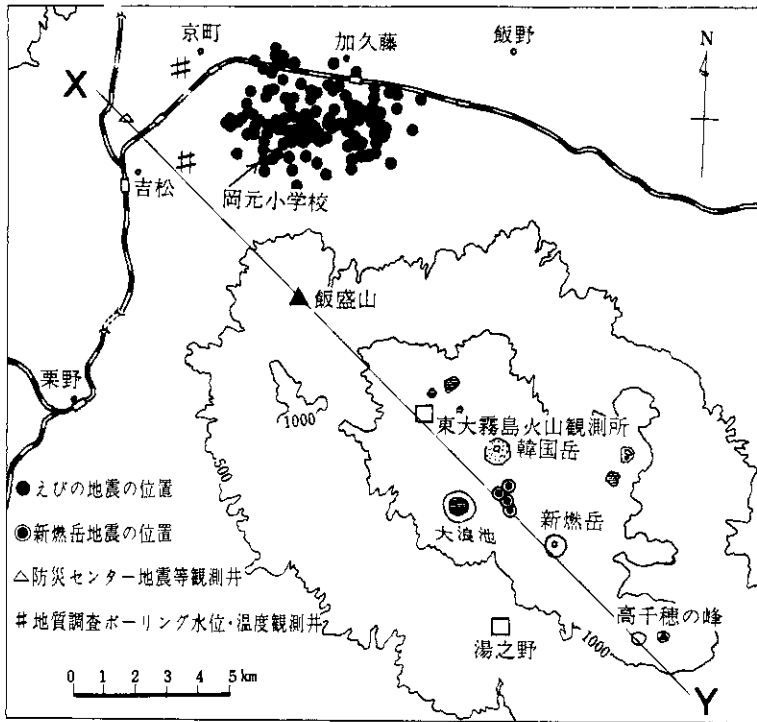 京町
加久藤
飯野
N
X
#
#
吉松
岡元小学校
飯盛山
栗野
1000
500
東大霧島火山観測所
韓国岳
大浪池
新燃岳
高千穂の峰
湯之野
1000
Y
●えびの地震の位置
◉新燃岳地震の位置
△防災センター地震等観測井
#地質調査ボーリング水位・温度観測井
0 1 2 3 4 5 km